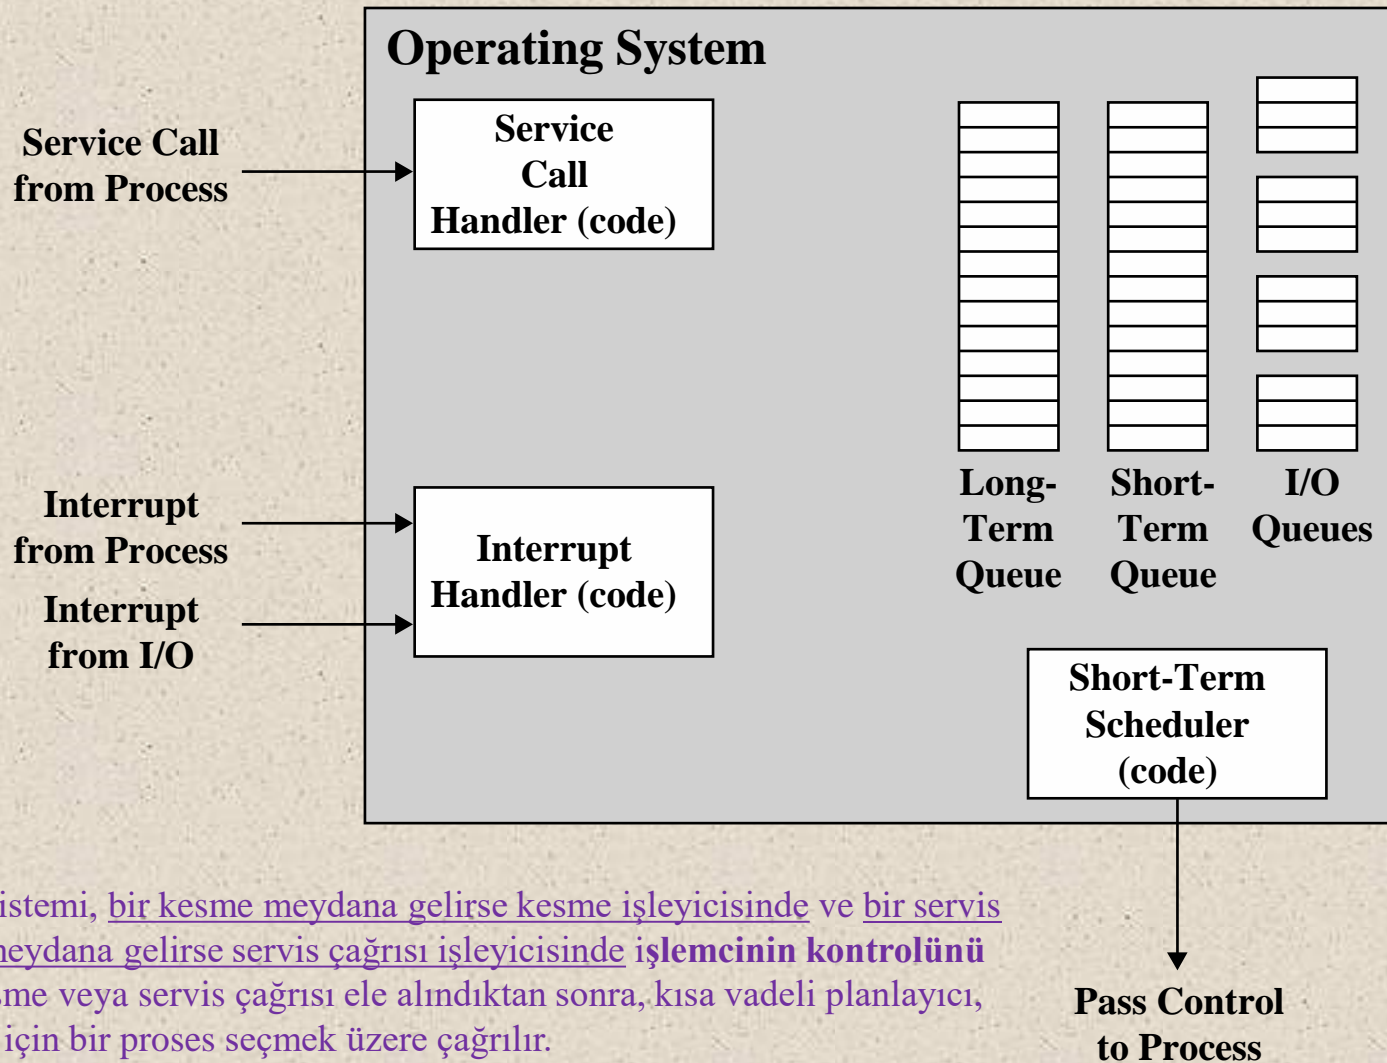 Operating System
Service Call
from Process
Service
Call
Handler (code)
Interrupt
from Process
Interrupt
from I/O
Interrupt
Handler (code)
Long-
Term
Queue
Short-
Term
Queue
I/O
Queues
Short-Term
Scheduler
(code)
istemi, bir kesme meydana gelirse kesme işleyicisinde ve bir servis
meydana gelirse servis çağrısı işleyicisinde işlemcinin kontrolünü
sme veya servis çağrısı ele alındıktan sonra, kısa vadeli planlayıcı,
için bir proses seçmek üzere çağrılır.
Pass Control
to Process